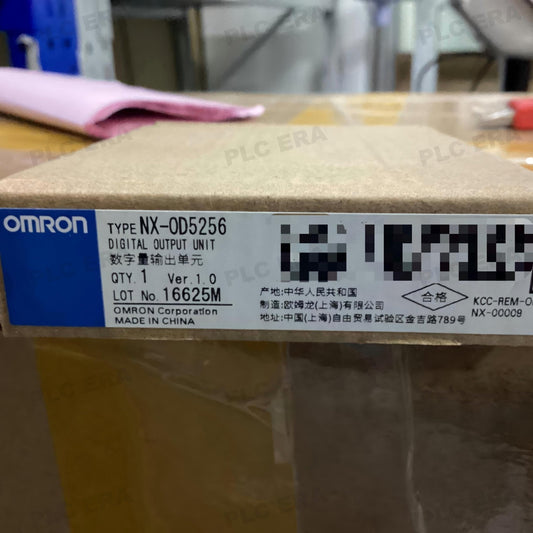 OMRON
TYPE NX-OD5256
DIGITAL OUTPUT UNIT
数字量输出单元
QTY. 1 Ver.1.0
LOT No. 16625M
OMRON Corporation
MADE IN CHINA
产地:中华人民共和国
制造:欧姆龙(上海)有限公司
地址:中国(上海)自由贸易试验区金吉路789号
合格
KCC-REM-O
NX-00009
PLC ERA